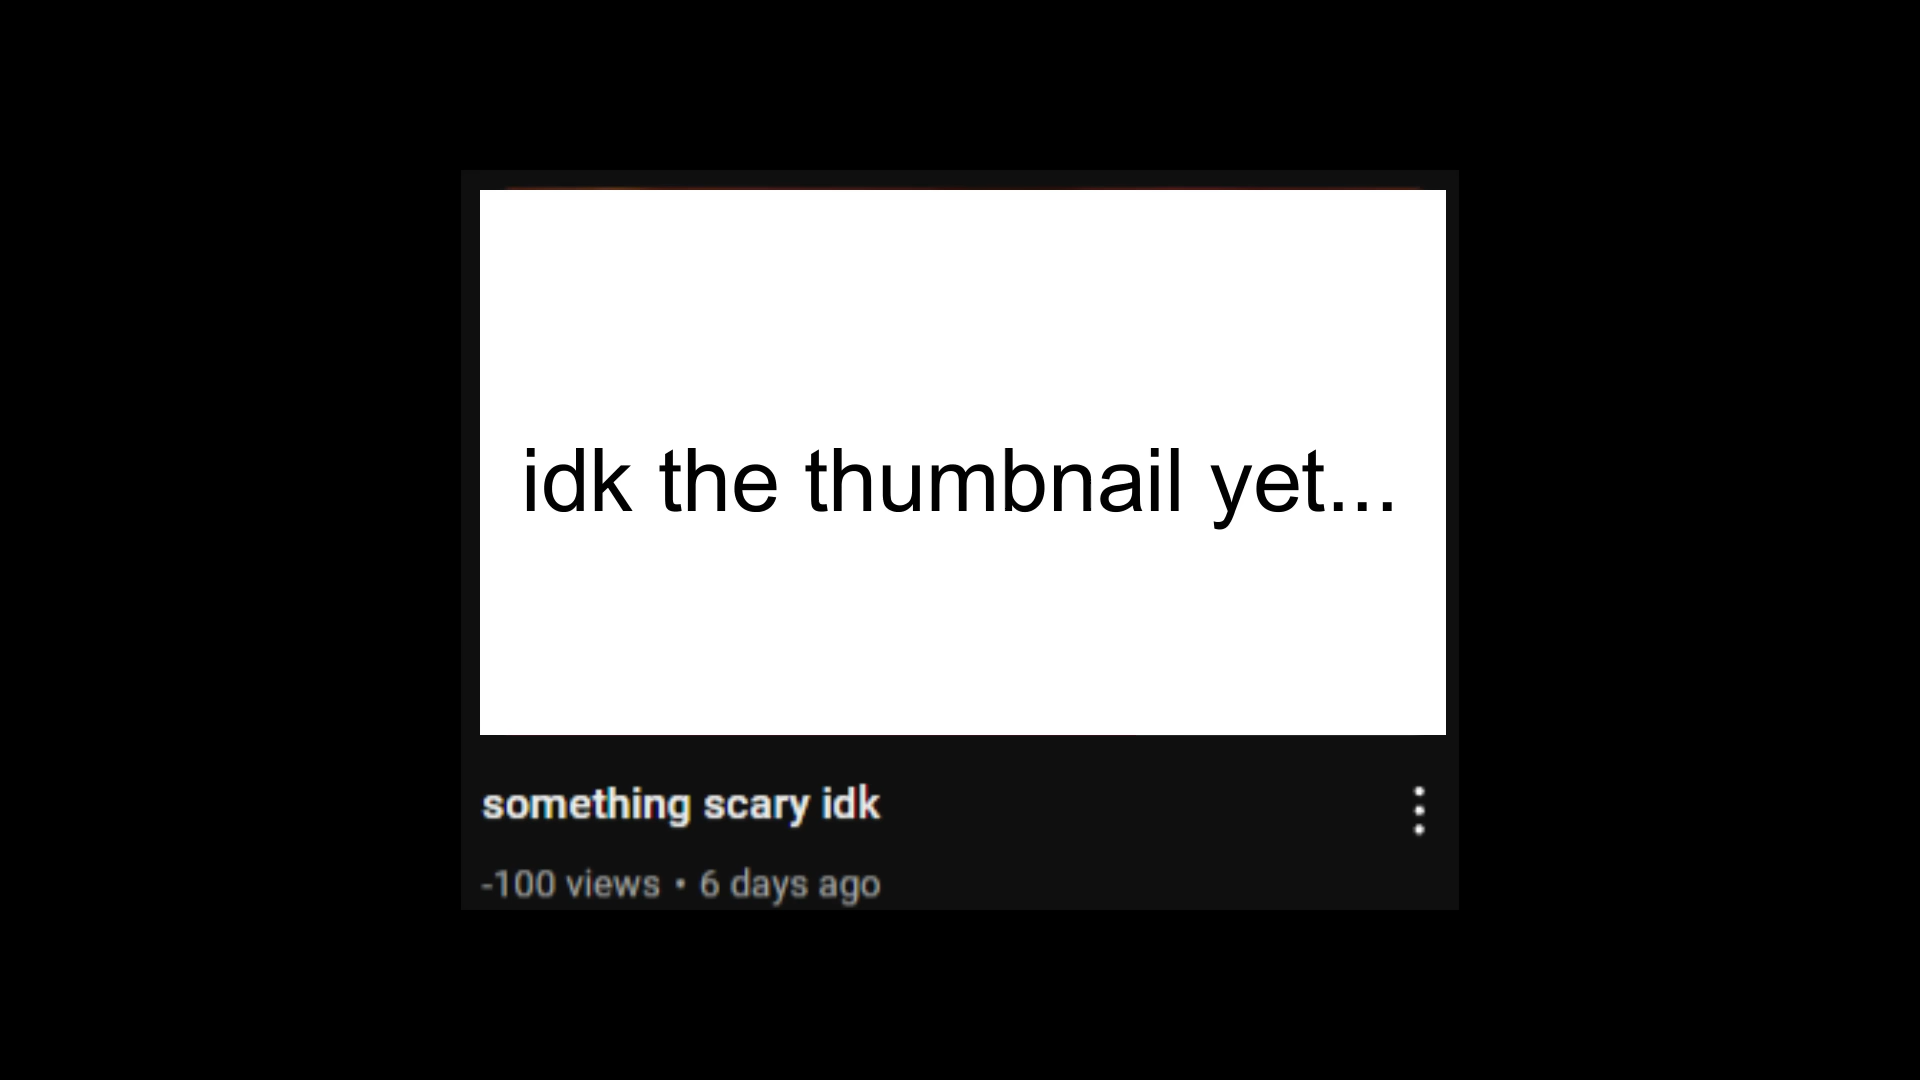 idk the thumbnail yet...
something scary idk
-100 views • 6 days ago